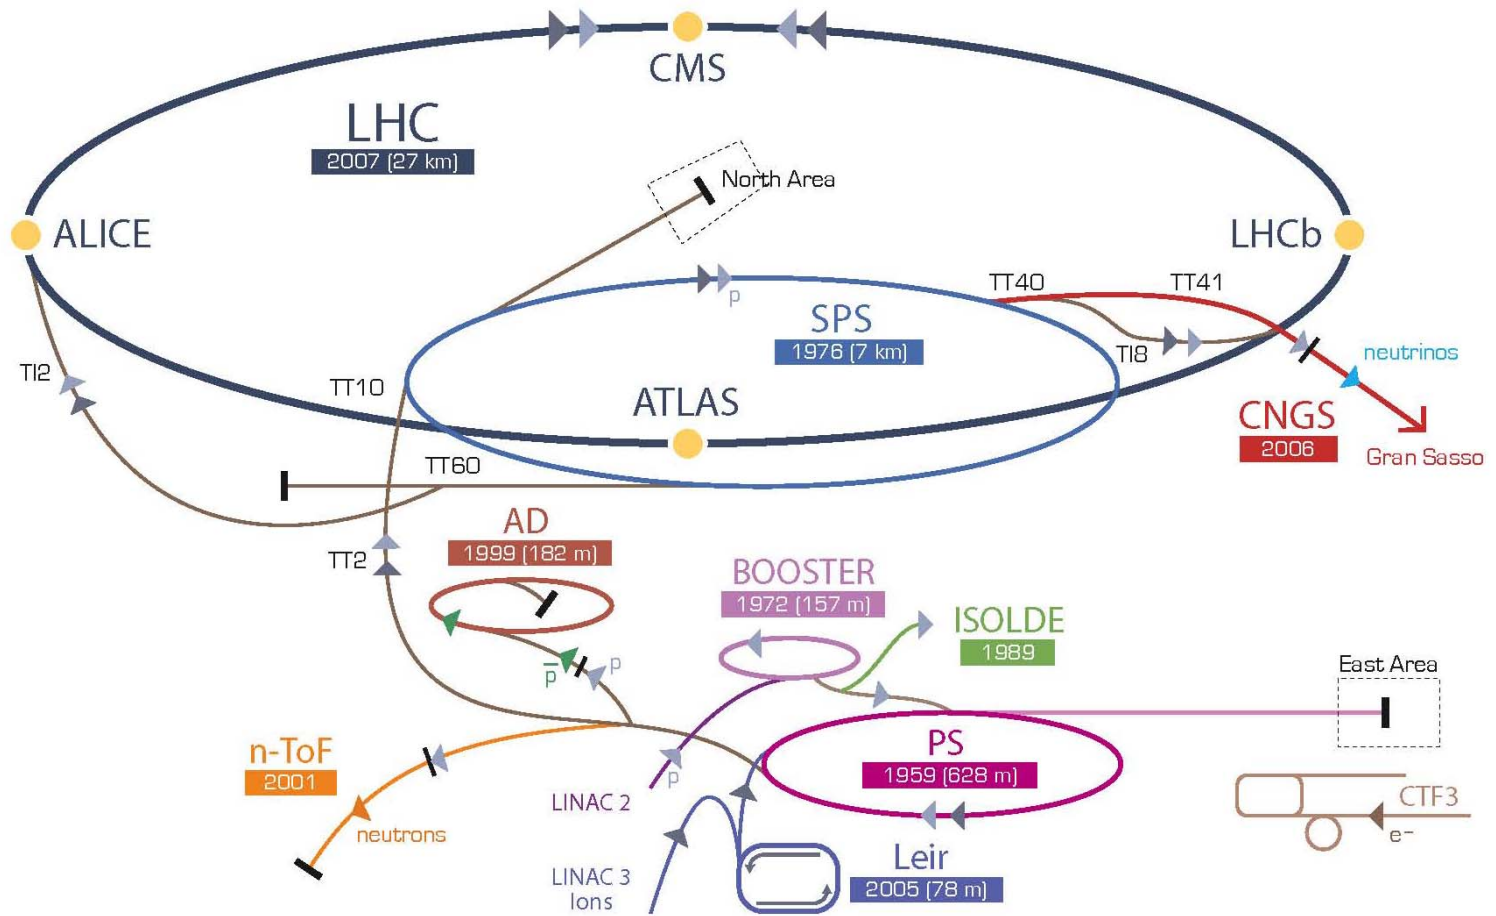 CMS
LHC
2007 (27 km)
North Area
ALICE
LHCb
TT40
TT41
p
SPS
1976 (7 km)
TI8
neutrinos
TI2
TT10
ATLAS
CNGS
2006
Gran Sasso
TT60
AD
1999 (182 m)
TT2
BOOSTER
1972 (157 m)
ISOLDE
1989
p̅
p
East Area
n-ToF
2001
PS
1959 (628 m)
p
LINAC 2
CTF3
neutrons
e-
Leir
2005 (78 m)
LINAC 3
Ions